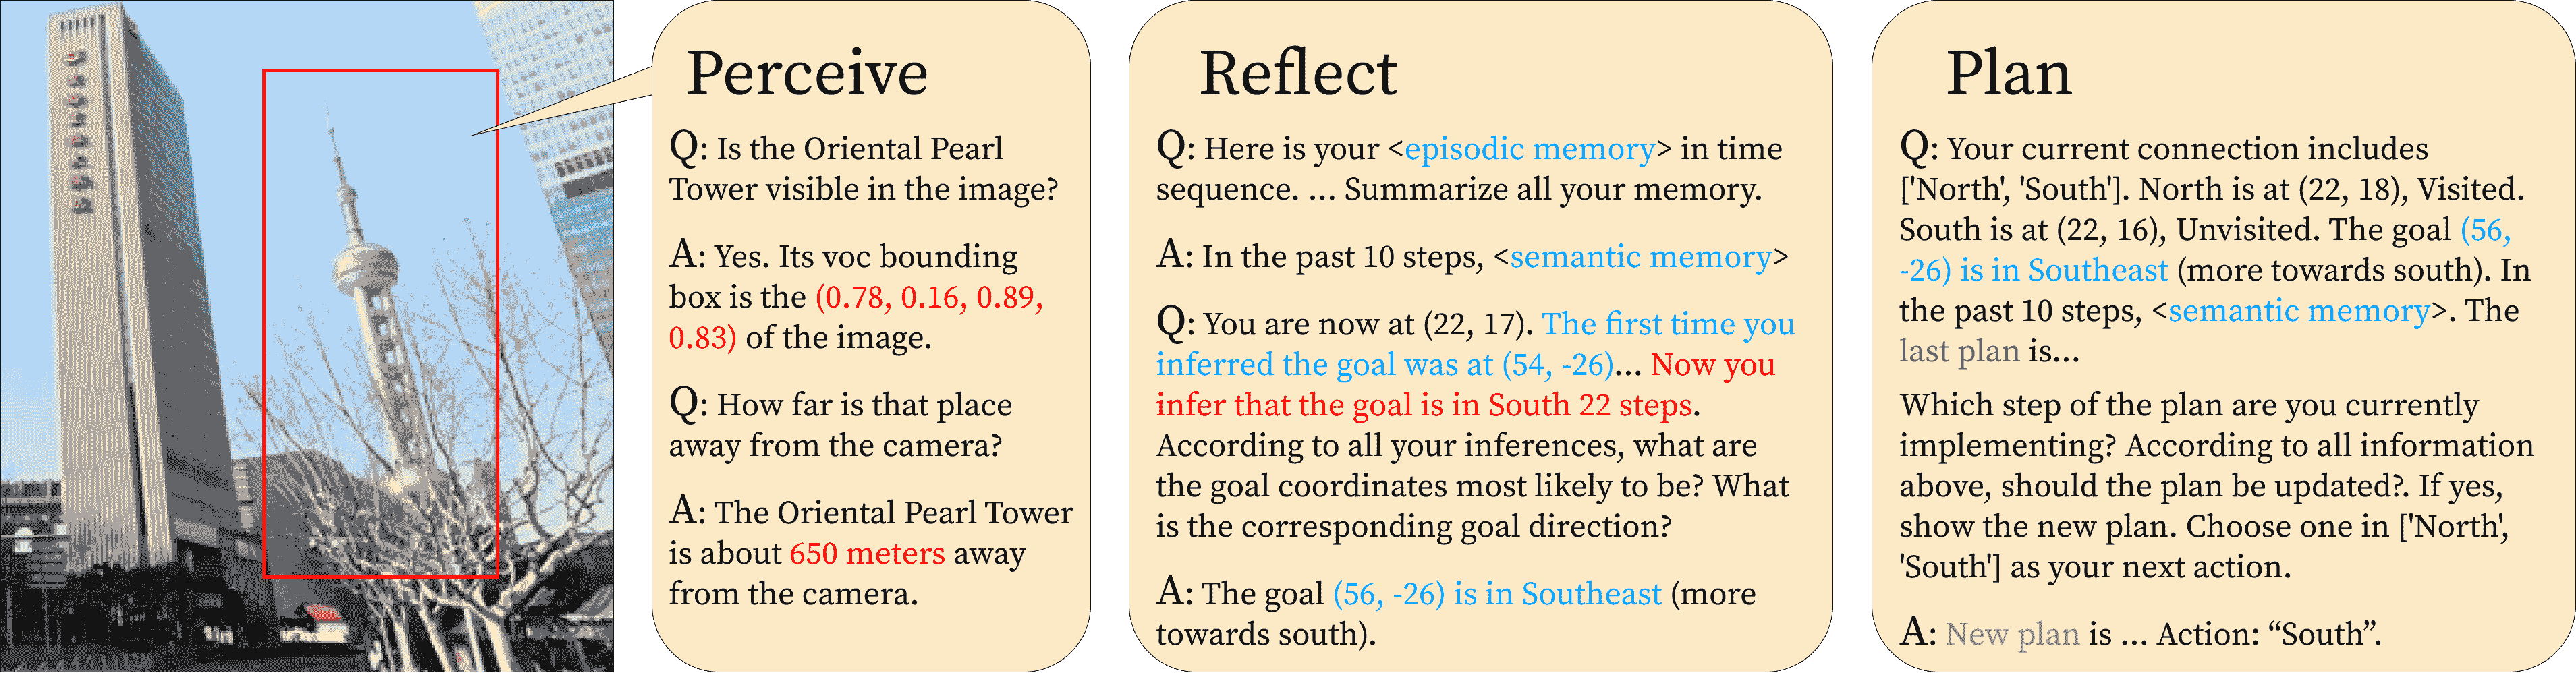 Perceive
Q: Is the Oriental Pearl
Tower visible in the image?
A: Yes. Its voc bounding
box is the (0.78, 0.16, 0.89,
0.83) of the image.
Q: How far is that place
away from the camera?
A: The Oriental Pearl Tower
is about 650 meters away
from the camera.
Reflect
Q: Here is your <episodic memory> in time
sequence. ... Summarize all your memory.
A: In the past 10 steps, <semantic memory>
Q: You are now at (22, 17). The first time you
inferred the goal was at (54, -26)... Now you
infer that the goal is in South 22 steps.
According to all your inferences, what are
the goal coordinates most likely to be? What
is the corresponding goal direction?
A: The goal (56, -26) is in Southeast (more
towards south).
Plan
Q: Your current connection includes
['North', 'South']. North is at (22, 18), Visited.
South is at (22, 16), Unvisited. The goal (56,
-26) is in Southeast (more towards south). In
the past 10 steps, <semantic memory>. The
last plan is...
Which step of the plan are you currently
implementing? According to all information
above, should the plan be updated?. If yes,
show the new plan. Choose one in ['North',
'South'] as your next action.
A: New plan is ... Action: “South”.